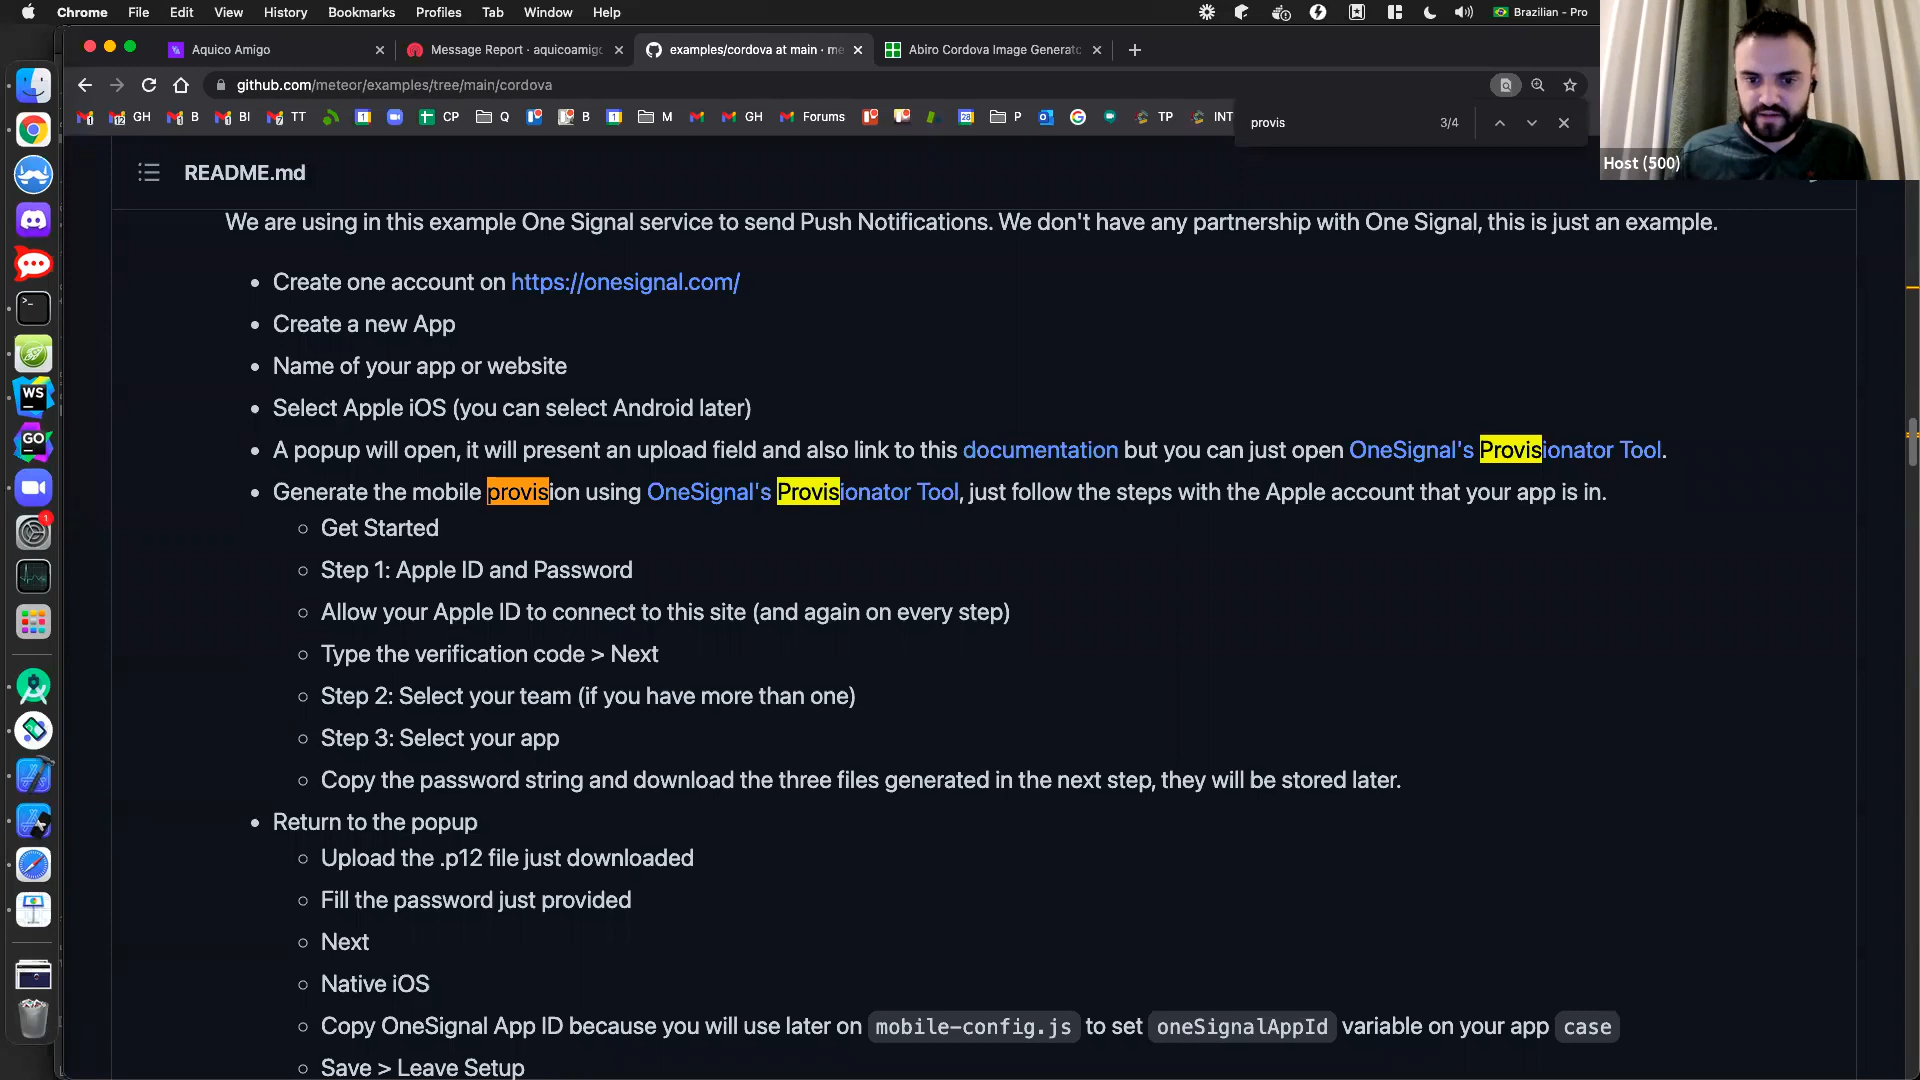 Chrome File Edit View History Bookmarks Profiles Tab Window Help Brazilian - Pro
Aquico Amigo Message Report · aquicoamigo examples/cordova at main · me Abiro Cordova Image Generato
github.com/meteor/examples/tree/main/cordova
GH B BI TT CP Q B M GH Forums P TP INT
provis 3/4
Host (500)
README.md
We are using in this example One Signal service to send Push Notifications. We don't have any partnership with One Signal, this is just an example.
Create one account on https://onesignal.com/
Create a new App
Name of your app or website
Select Apple iOS (you can select Android later)
A popup will open, it will present an upload field and also link to this documentation but you can just open OneSignal's Provisionator Tool.
Generate the mobile provision using OneSignal's Provisionator Tool, just follow the steps with the Apple account that your app is in.
Get Started
Step 1: Apple ID and Password
Allow your Apple ID to connect to this site (and again on every step)
Type the verification code > Next
Step 2: Select your team (if you have more than one)
Step 3: Select your app
Copy the password string and download the three files generated in the next step, they will be stored later.
Return to the popup
Upload the .p12 file just downloaded
Fill the password just provided
Next
Native iOS
Copy OneSignal App ID because you will use later on mobile-config.js to set oneSignalAppId variable on your app case
Save > Leave Setup
WS
GO